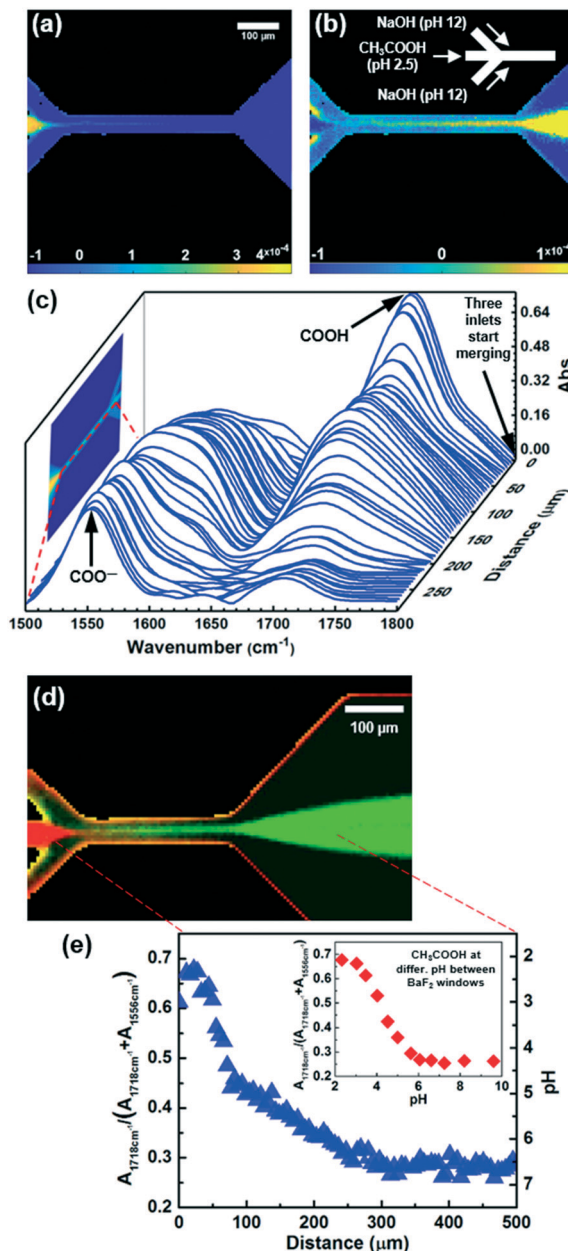 (a)
100 µm
-1 0 1 2 3 4×10⁻⁴
(b)
NaOH (pH 12)
CH₃COOH
(pH 2.5)
NaOH (pH 12)
-1 0 1×10⁻⁴
(c)
COOH
Three
inlets
start
merging
COO—
0.64
0.48
0.32
0.16
0.00
Abs
0
50
100
150
200
250
Distance (µm)
1500 1550 1600 1650 1700 1750 1800
Wavenumber (cm⁻¹)
(d)
100 µm
(e)
0.7
0.6
0.5
0.4
0.3
0.2
A1718cm⁻¹/(A1718cm⁻¹+A1556cm⁻¹)
0.7
0.6
0.5
0.4
0.3
0.2
A1718cm⁻¹/(A1718cm⁻¹+A1556cm⁻¹)
CH₃COOH at
differ. pH between
BaF₂ windows
2 4 6 8 10
pH
2
3
4
5
6
7
pH
0 100 200 300 400 500
Distance (µm)